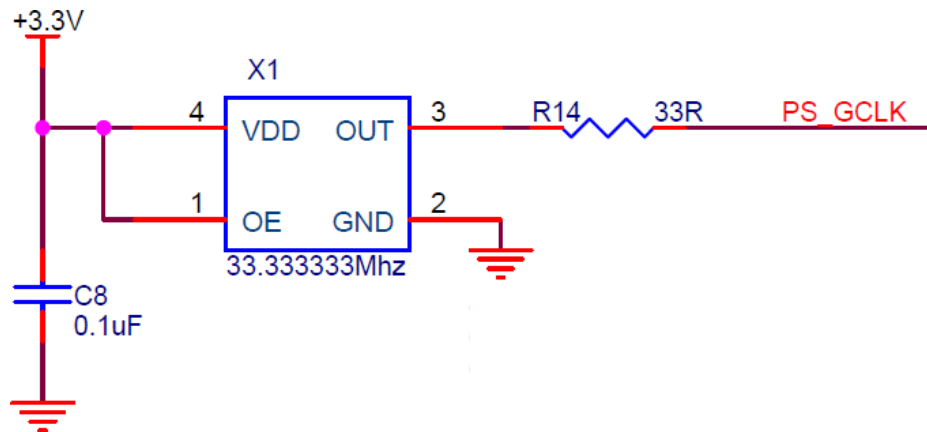 +3.3V
X1
4 VDD OUT 3 R14 33R PS_GCLK
1 OE GND 2
33.333333Mhz
C8
0.1uF